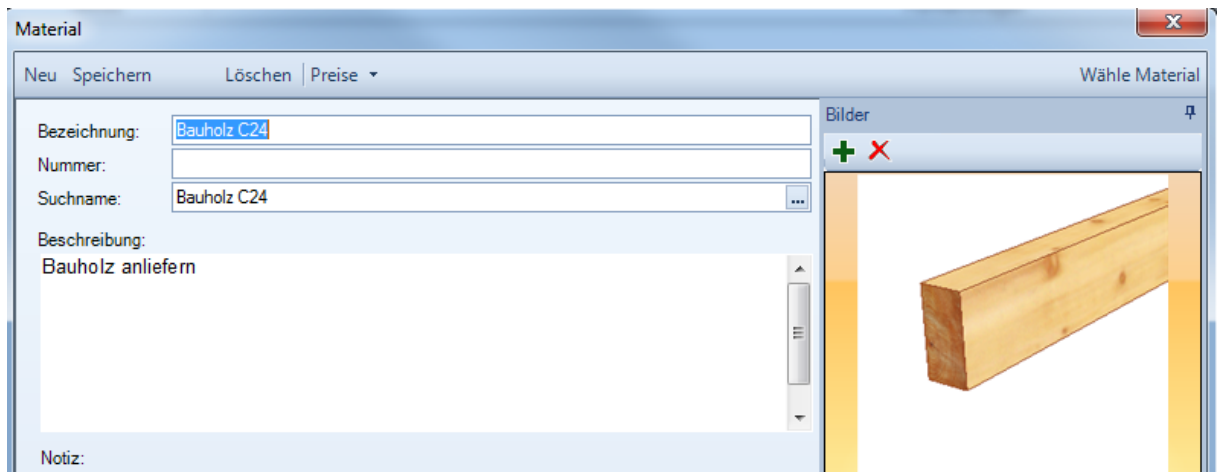 Material
Neu Speichern Löschen Preise Wähle Material
Bezeichnung: Bauholz C24
Nummer:
Suchname: Bauholz C24 ...
Beschreibung:
Bauholz anliefern
Notiz:
Bilder